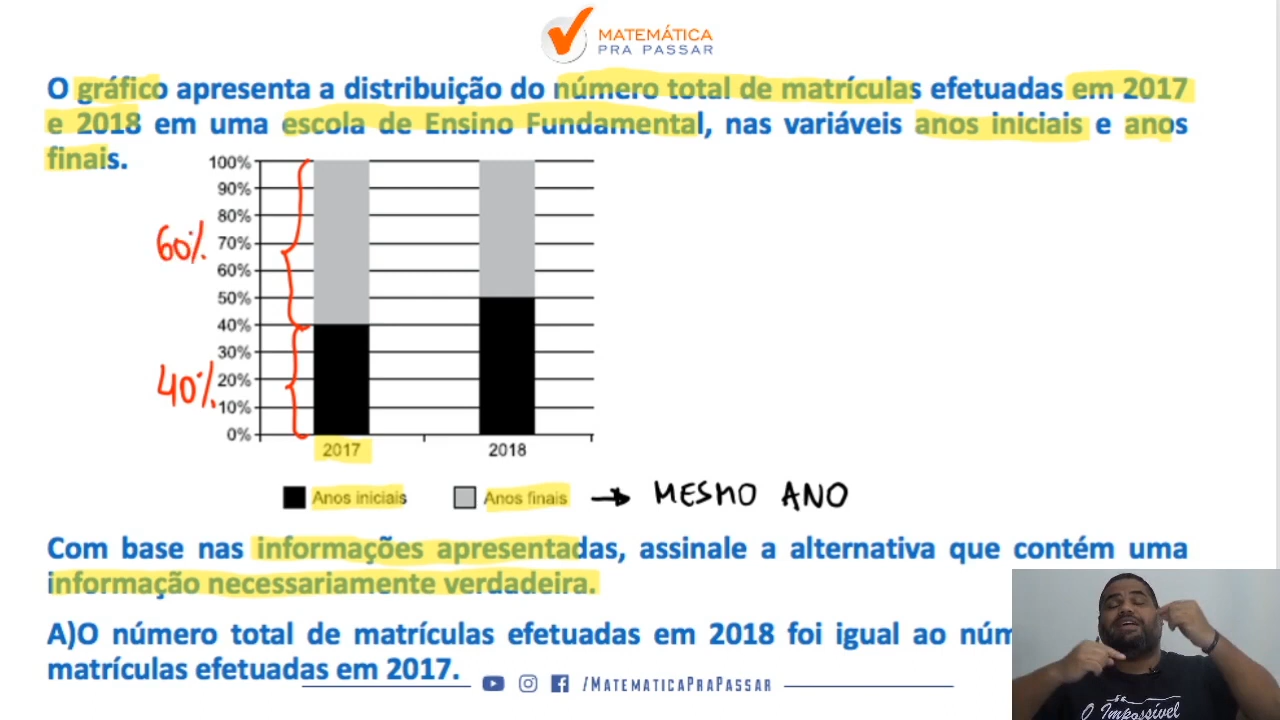 MATEMÁTICA
PRA PASSAR
O gráfico apresenta a distribuição do número total de matrículas efetuadas em 2017
e 2018 em uma escola de Ensino Fundamental, nas variáveis anos iniciais e anos
finais.
100%
90%
80%
60%
70%
60%
50%
40%
30%
40%
20%
10%
0%
2017
2018
Anos iniciais
Anos finais
→ MESMO ANO
Com base nas informações apresentadas, assinale a alternativa que contém uma
informação necessariamente verdadeira.
A)O número total de matrículas efetuadas em 2018 foi igual ao
matrículas efetuadas em 2017.
/MATEMATICAPRAPASSAR
O Impossível